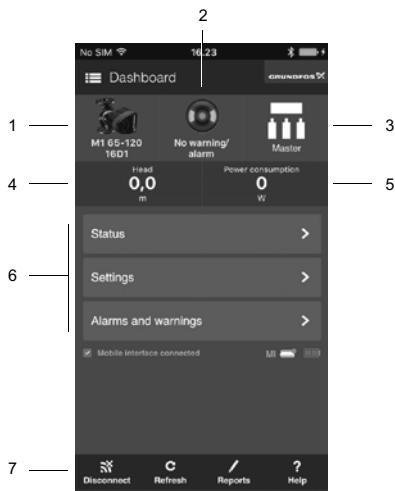 2
No SIM 16.23
Dashboard GRUNDFOS
1 3
M1 65-120
16D1
No warning/
alarm
Master
4 5
Head
0,0
m
Power consumption
0
W
6
Status
Settings
Alarms and warnings
Mobile interface connected MI
7
Disconnect Refresh Reports Help